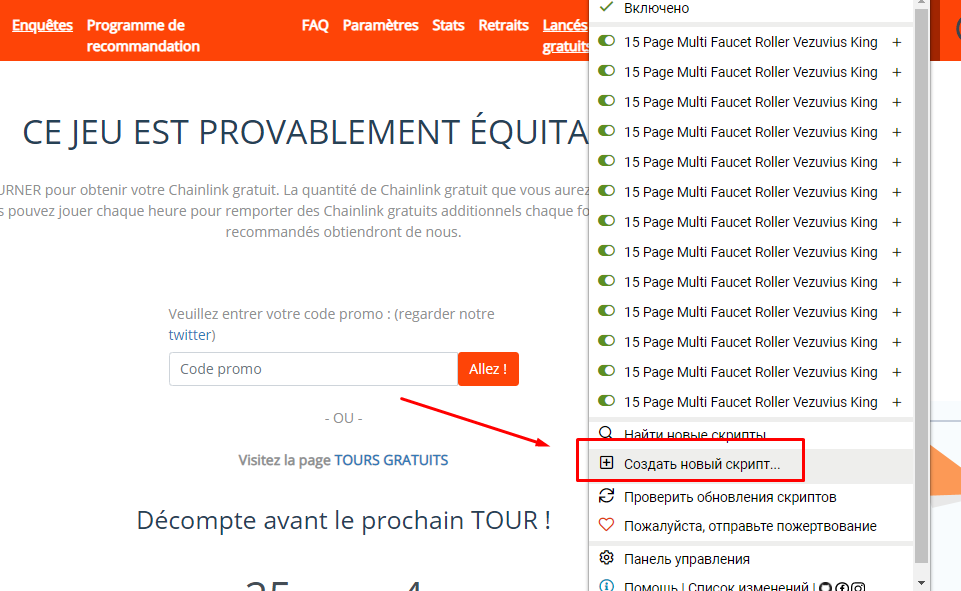 Enquêtes
Programme de
recommandation
FAQ
Paramètres
Stats
Retraits
Lancés
gratuits
CE JEU EST PROVABLEMENT ÉQUITA
URNER pour obtenir votre Chainlink gratuit. La quantité de Chainlink gratuit que vous aurez
s pouvez jouer chaque heure pour remporter des Chainlink gratuits additionnels chaque fo
recommandés obtiendront de nous.
Veuillez entrer votre code promo : (regarder notre
twitter)
Code promo
Allez !
- OU -
Visitez la page TOURS GRATUITS
Décompte avant le prochain TOUR !
25
4
Включено
15 Page Multi Faucet Roller Vezuvius King +
15 Page Multi Faucet Roller Vezuvius King +
15 Page Multi Faucet Roller Vezuvius King +
15 Page Multi Faucet Roller Vezuvius King +
15 Page Multi Faucet Roller Vezuvius King +
15 Page Multi Faucet Roller Vezuvius King +
15 Page Multi Faucet Roller Vezuvius King +
15 Page Multi Faucet Roller Vezuvius King +
15 Page Multi Faucet Roller Vezuvius King +
15 Page Multi Faucet Roller Vezuvius King +
15 Page Multi Faucet Roller Vezuvius King +
15 Page Multi Faucet Roller Vezuvius King +
15 Page Multi Faucet Roller Vezuvius King +
Найти новые скрипты
Создать новый скрипт...
Проверить обновления скриптов
Пожалуйста, отправьте пожертвование
Панель управления
Помощь | Список изменений |